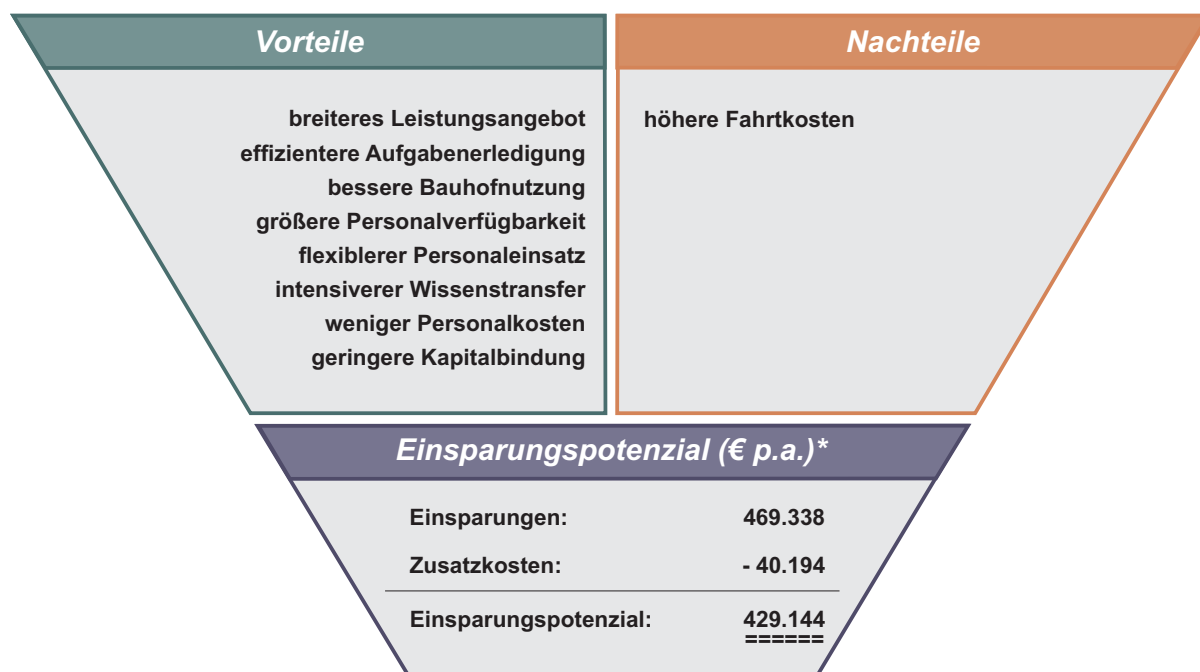 Vorteile
breiteres Leistungsangebot
effizientere Aufgabenerledigung
bessere Bauhofnutzung
größere Personalverfügbarkeit
flexiblerer Personaleinsatz
intensiverer Wissenstransfer
weniger Personalkosten
geringere Kapitalbindung
Nachteile
höhere Fahrtkosten
Einsparungspotenzial (€ p.a.)*
Einsparungen: 469.338
Zusatzkosten: - 40.194
Einsparungspotenzial: 429.144
======